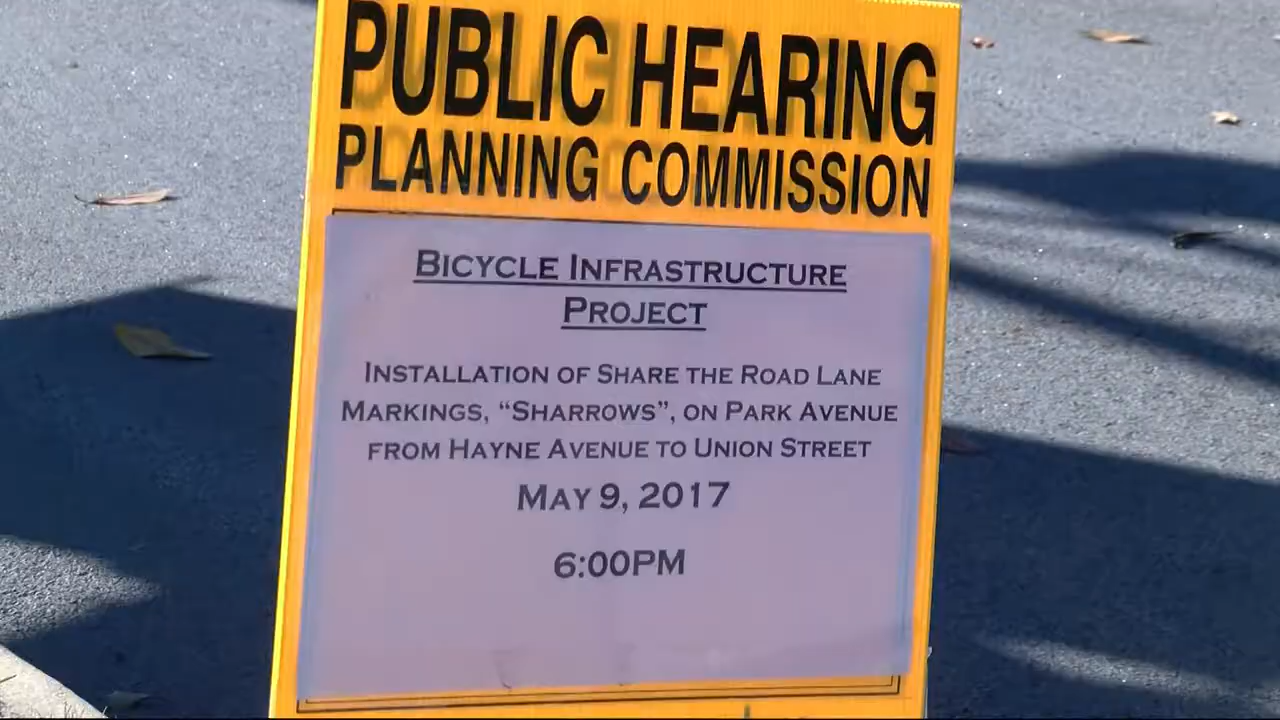 PUBLIC HEARING
PLANNING COMMISSION
BICYCLE INFRASTRUCTURE
PROJECT
INSTALLATION OF SHARE THE ROAD LANE
MARKINGS, “SHARROWS”, ON PARK AVENUE
FROM HAYNE AVENUE TO UNION STREET
MAY 9, 2017
6:00PM